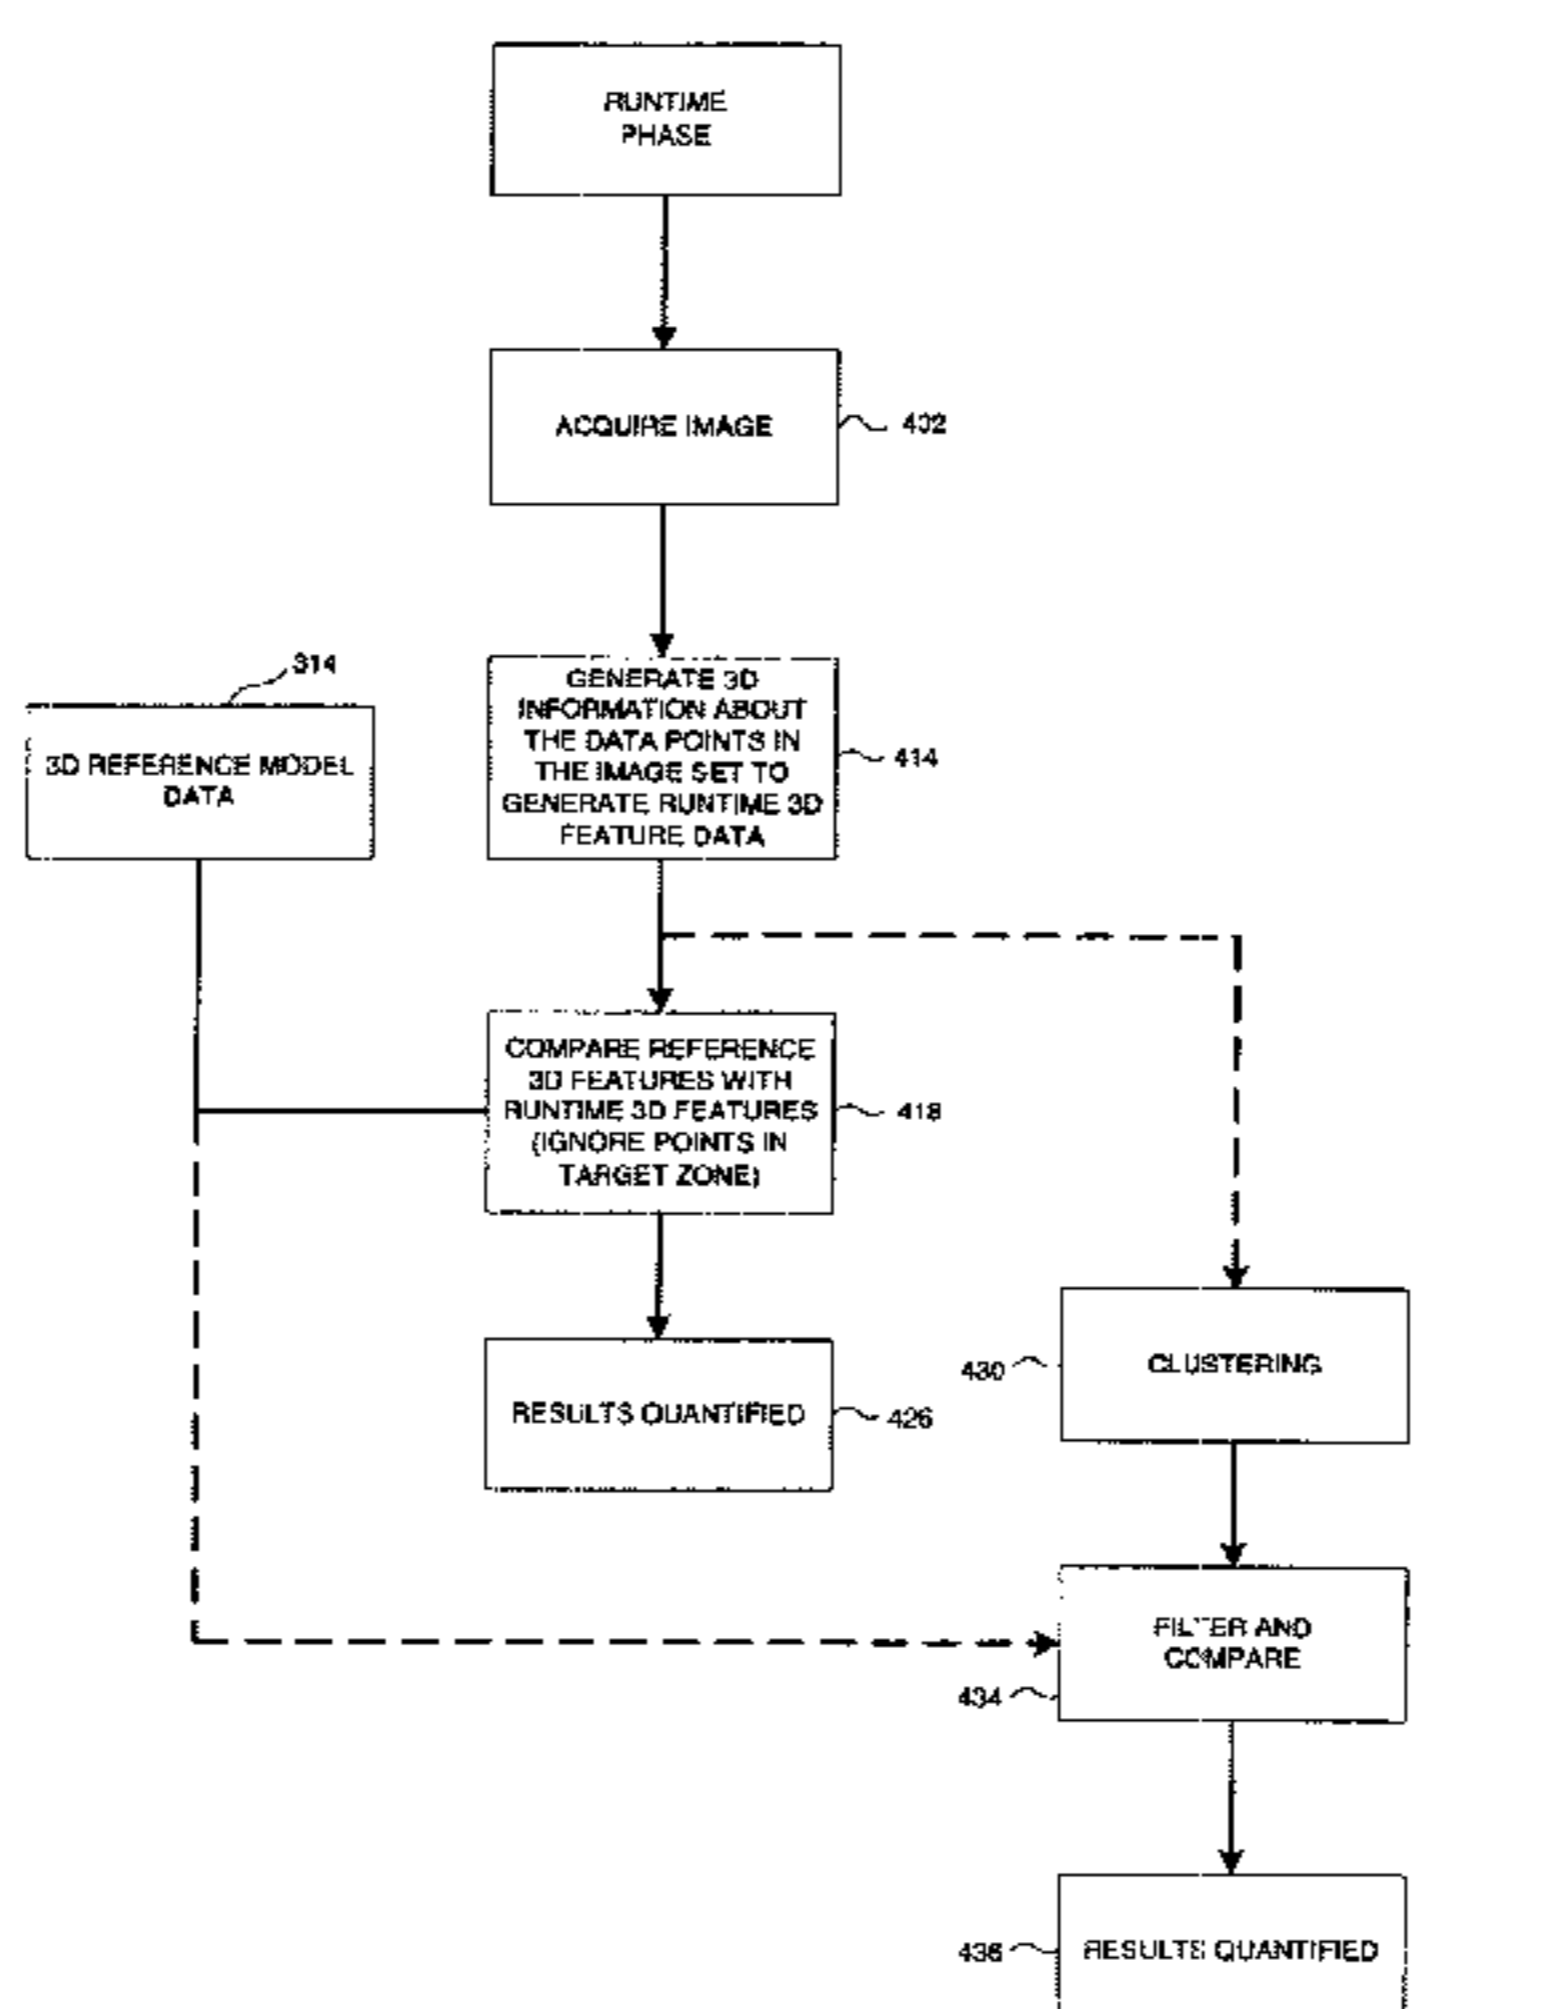 RUNTIME
PHASE
ACQUIRE IMAGE
402
314
3D REFERENCE MODEL
DATA
GENERATE 3D
INFORMATION ABOUT
THE DATA POINTS IN
THE IMAGE SET TO
GENERATE RUNTIME 3D
FEATURE DATA
414
COMPARE REFERENCE
3D FEATURES WITH
RUNTIME 3D FEATURES
(IGNORE POINTS IN
TARGET ZONE)
418
RESULTS QUANTIFIED
426
430
CLUSTERING
FILTER AND
COMPARE
434
RESULTS QUANTIFIED